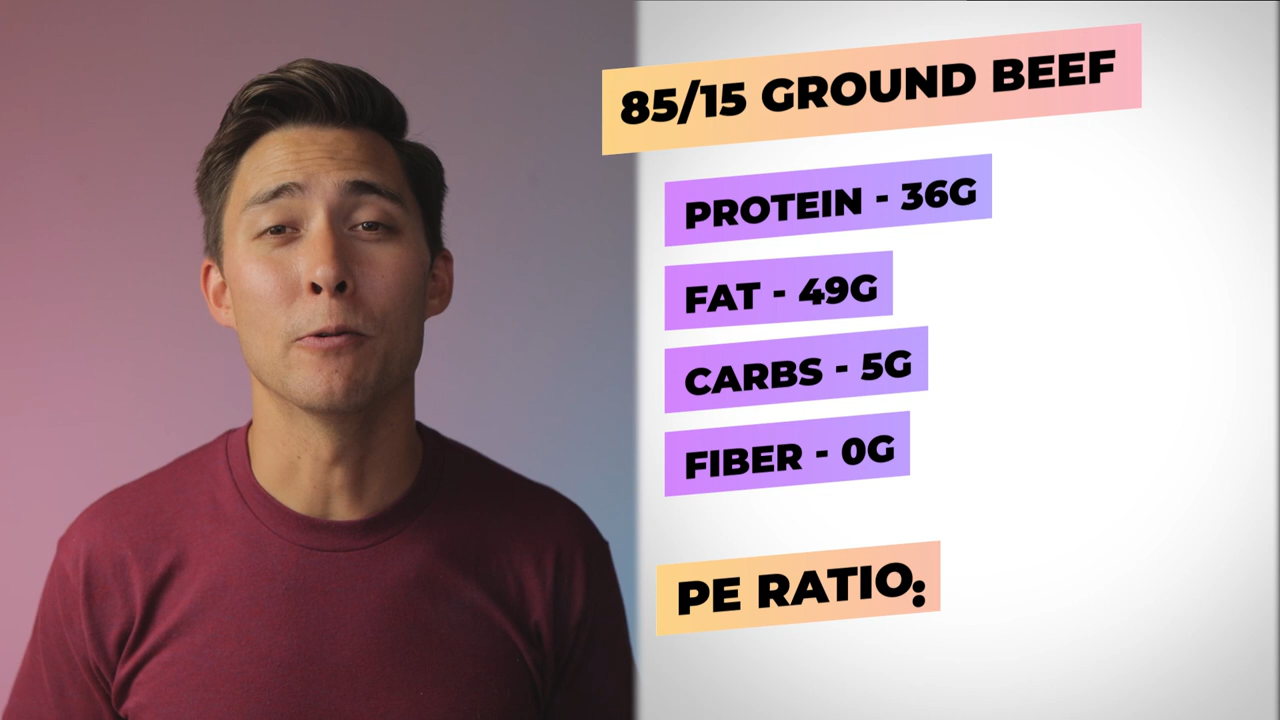 85/15 GROUND BEEF
PROTEIN - 36G
FAT - 49G
CARBS - 5G
FIBER - 0G
PE RATIO: